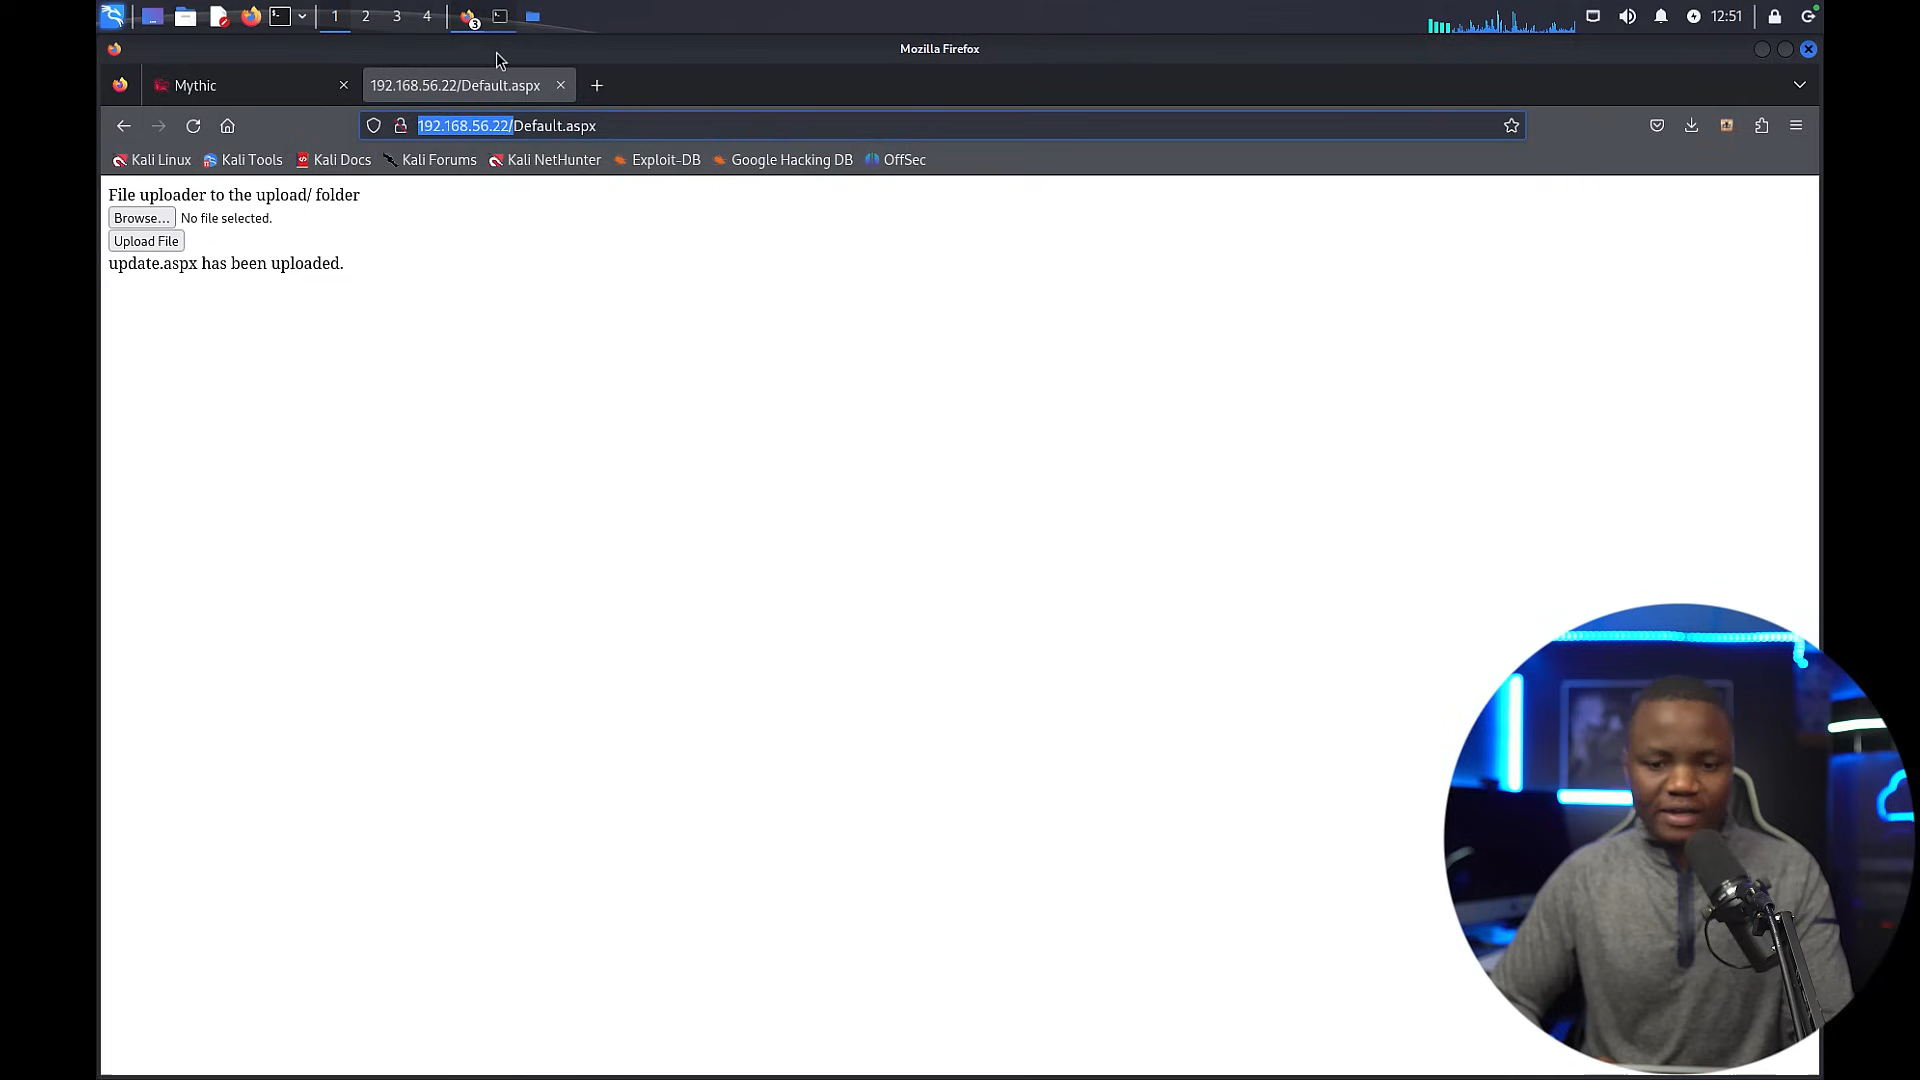 1 2 3 4 3 12:51
Mozilla Firefox
Mythic 192.168.56.22/Default.aspx
192.168.56.22/Default.aspx
Kali Linux Kali Tools Kali Docs Kali Forums Kali NetHunter Exploit-DB Google Hacking DB OffSec
File uploader to the upload/ folder
Browse... No file selected.
Upload File
update.aspx has been uploaded.